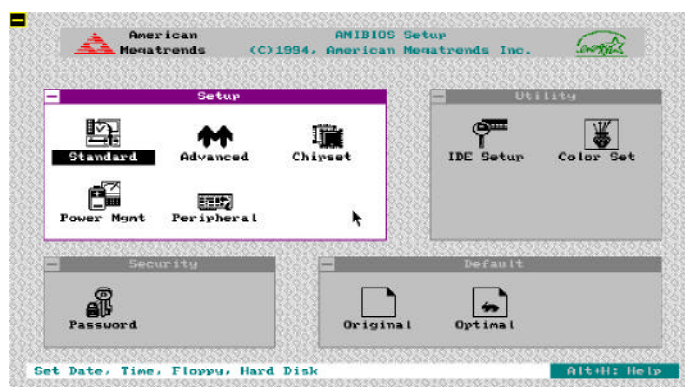 American AMIBIOS Setup
Megatrends (C)1994, American Megatrends Inc.
Setup
Utility
Standard Advanced Chipset
IDE Setup Color Set
Power Mgmt Peripheral
Security
Default
Password
Original Optimal
Set Date, Time, Floppy, Hard Disk Alt+H: Help